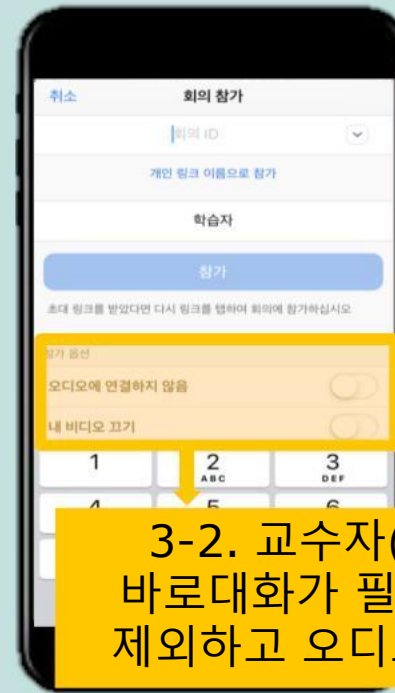 취소 회의 참가
회의 ID
개인 링크 이름으로 참가
학습자
참가
초대 링크를 받았다면 다시 링크를 탭하여 회의에 참가하십시오
참가 옵션
오디오에 연결하지 않음
내 비디오 끄기
1 2 3
ABC DEF
3-2. 교수자(
바로대화가 필
제외하고 오디